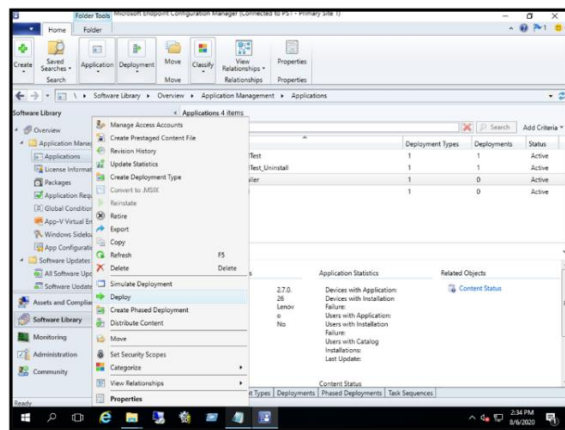 Folder Tools Microsoft Endpoint Configuration Manager (Connected to PS1 - Primary Site 1)
Home Folder
Create Saved Searches Application Deployment Move Classify View Relationships Properties
Search Move Relationships Properties
\ Software Library Overview Application Management Applications
Software Library
Applications 4 items
Search Add Criteria
Overview
Application Manag
Applications
License Informat
Packages
Application Req
Global Condition
App-V Virtual En
Windows Sideloa
App Configuratio
Software Updates
All Software Upd
Software Update
Assets and Complian
Software Library
Monitoring
Administration
Community
Ready
Manage Access Accounts
Create Prestaged Content File
Revision History
Update Statistics
Create Deployment Type
Convert to .MSIX
Reinstate
Retire
Export
Copy
Refresh F5
Delete Delete
Simulate Deployment
Deploy
Create Phased Deployment
Distribute Content
Move
Set Security Scopes
Categorize
View Relationships
Properties
Deployment Types Deployments Status
Test 1 1 Active
Test_Uninstall 1 1 Active
iler 1 0 Active
1 0 Active
Application Statistics
2.7.0. Devices with Application:
26 Devices with Installation
Lenov Failure:
o Users with Application:
No Users with Installation
Failure:
Users with Catalog
Installations:
Last Update:
Content Status
Related Objects
Content Status
Types Deployments Phased Deployments Task Sequences
2:34 PM
8/6/2020